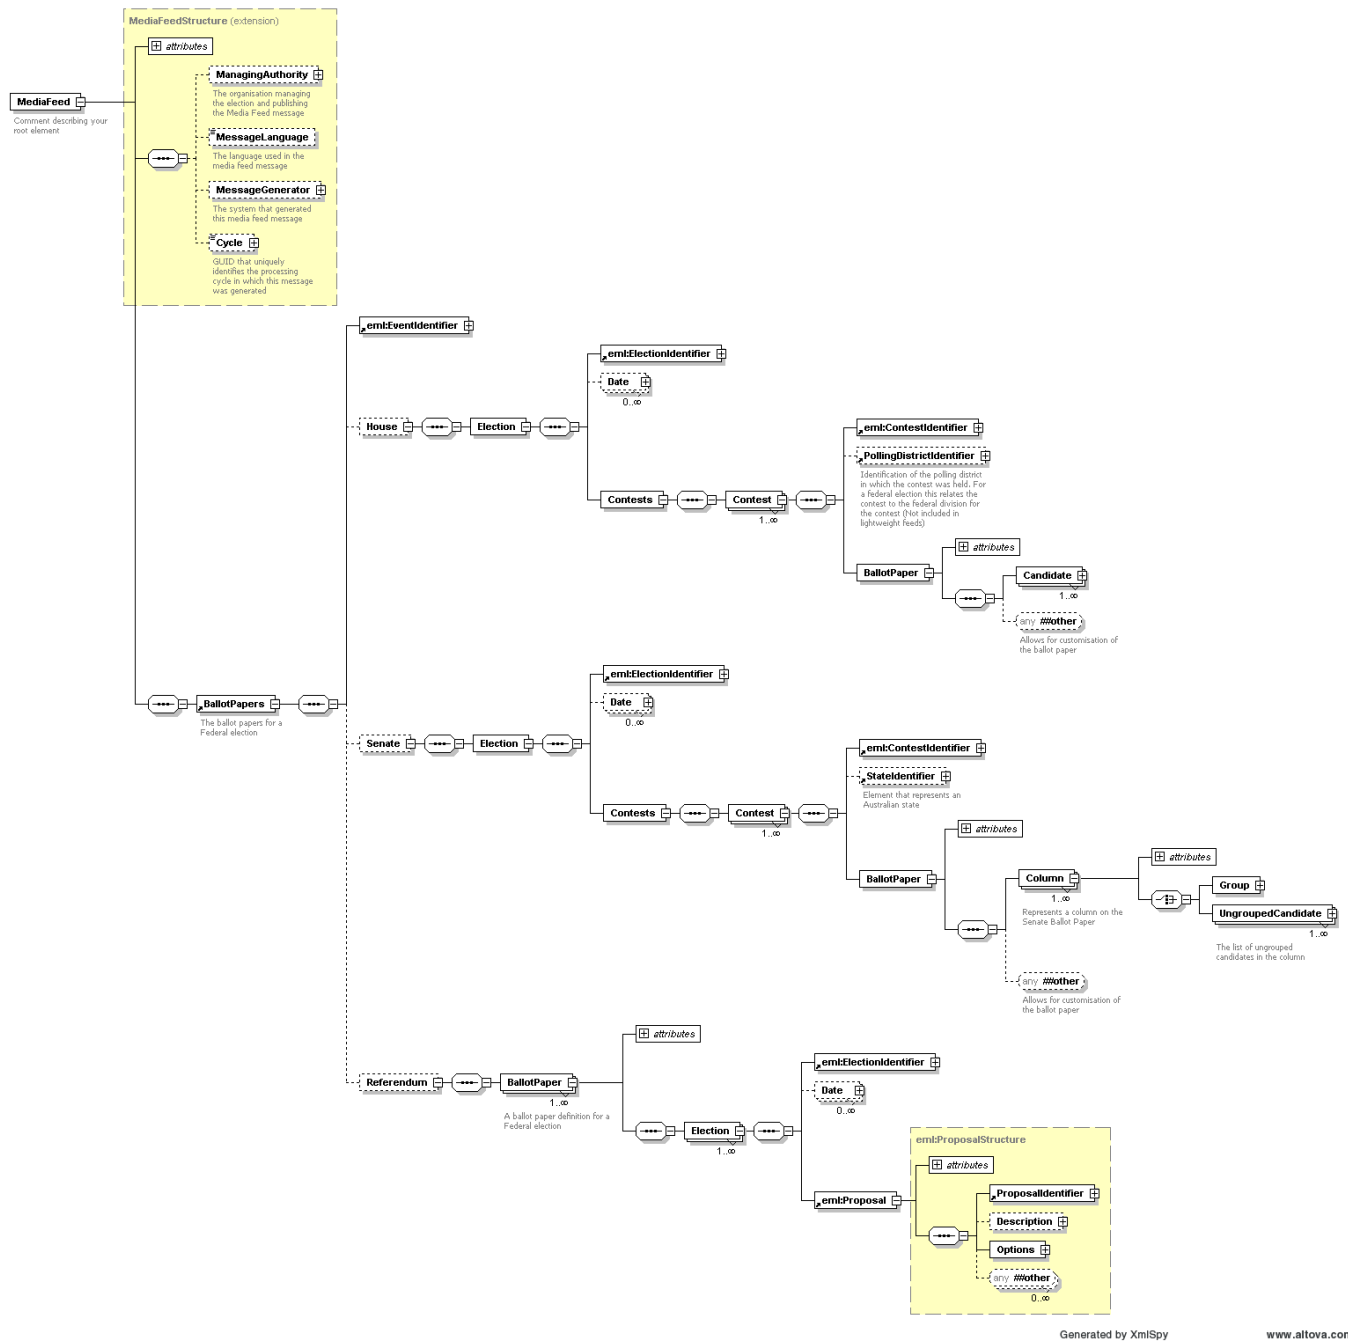 MediaFeedStructure (extension)
attributes
ManagingAuthority
The organisation managing
the election and publishing
the Media Feed message
MediaFeed
Comment describing your
root element
MessageLanguage
The language used in the
media feed message
MessageGenerator
The system that generated
this media feed message
Cycle
GUID that uniquely
identifies the processing
cycle in which this message
was generated
eml:EventIdentifier
eml:ElectionIdentifier
Date
0..∞
House
Election
eml:ContestIdentifier
PollingDistrictIdentifier
Identification of the polling district
in which the contest was held. For
a federal election this relates the
contest to the federal division for
the contest (Not included in
lightweight feeds)
Contests
Contest
1..∞
attributes
BallotPaper
Candidate
1..∞
any ##other
Allows for customisation of
the ballot paper
BallotPapers
The ballot papers for a
Federal election
eml:ElectionIdentifier
Date
0..∞
Senate
Election
eml:ContestIdentifier
StateIdentifier
Element that represents an
Australian state
Contests
Contest
1..∞
attributes
BallotPaper
Column
1..∞
Represents a column on the
Senate Ballot Paper
attributes
Group
UngroupedCandidate
1..∞
The list of ungrouped
candidates in the column
any ##other
Allows for customisation of
the ballot paper
attributes
Referendum
BallotPaper
1..∞
A ballot paper definition for a
Federal election
eml:ElectionIdentifier
Date
0..∞
Election
1..∞
eml:ProposalStructure
attributes
eml:Proposal
ProposalIdentifier
Description
Options
any ##other
0..∞
Generated by XmlSpy
www.altova.com